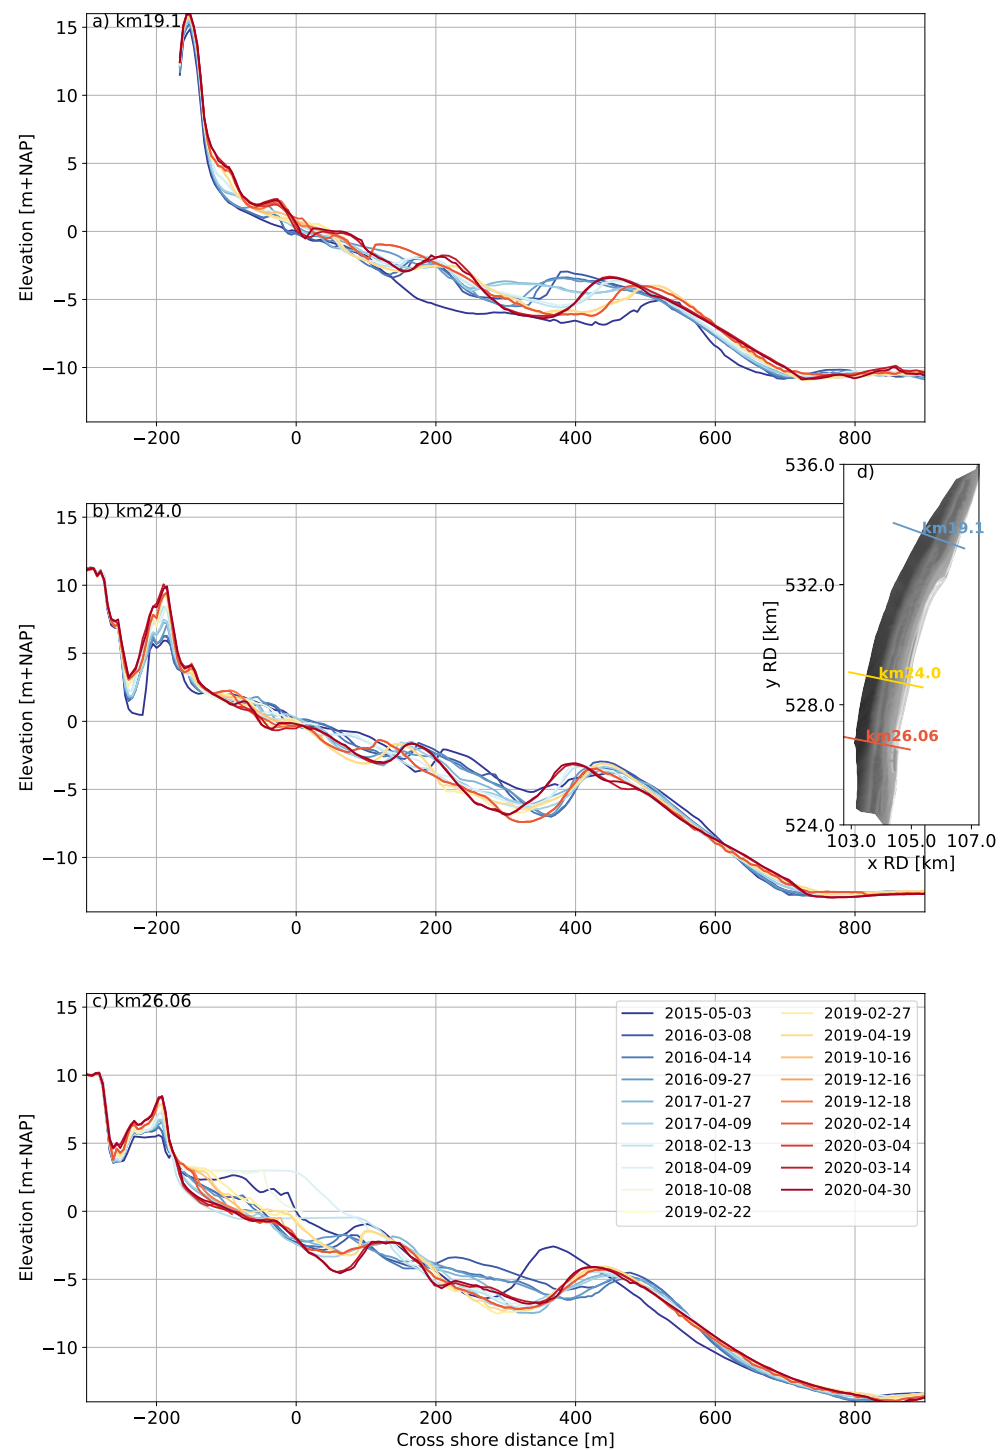 a) km19.1
Elevation [m+NAP]
15
10
5
0
−5
−10
−200 0 200 400 600 800
b) km24.0
Elevation [m+NAP]
15
10
5
0
−5
−10
−200 0 200 400 600 800
d)
y RD [km]
536.0
532.0
528.0
524.0
km19.1
km24.0
km26.06
103.0 105.0 107.0
x RD [km]
c) km26.06
Elevation [m+NAP]
15
10
5
0
−5
−10
−200 0 200 400 600 800
Cross shore distance [m]
2015-05-03
2016-03-08
2016-04-14
2016-09-27
2017-01-27
2017-04-09
2018-02-13
2018-04-09
2018-10-08
2019-02-22
2019-02-27
2019-04-19
2019-10-16
2019-12-16
2019-12-18
2020-02-14
2020-03-04
2020-03-14
2020-04-30